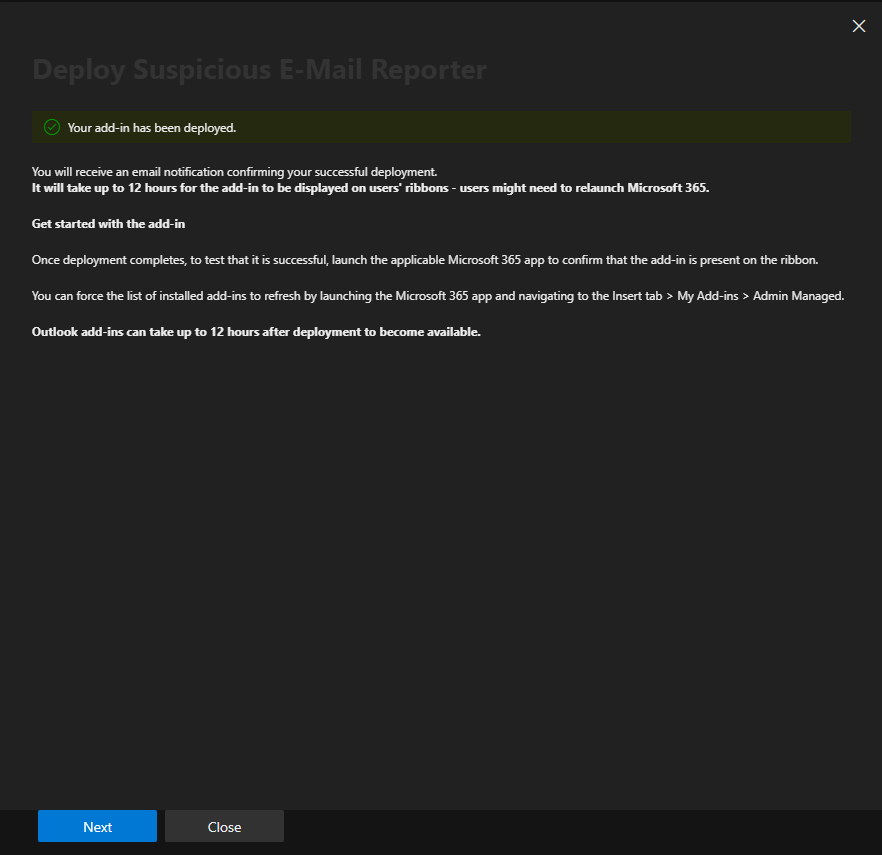 Deploy Suspicious E-Mail Reporter
Your add-in has been deployed.
You will receive an email notification confirming your successful deployment.
It will take up to 12 hours for the add-in to be displayed on users' ribbons - users might need to relaunch Microsoft 365.
Get started with the add-in
Once deployment completes, to test that it is successful, launch the applicable Microsoft 365 app to confirm that the add-in is present on the ribbon.
You can force the list of installed add-ins to refresh by launching the Microsoft 365 app and navigating to the Insert tab > My Add-ins > Admin Managed.
Outlook add-ins can take up to 12 hours after deployment to become available.
Next
Close